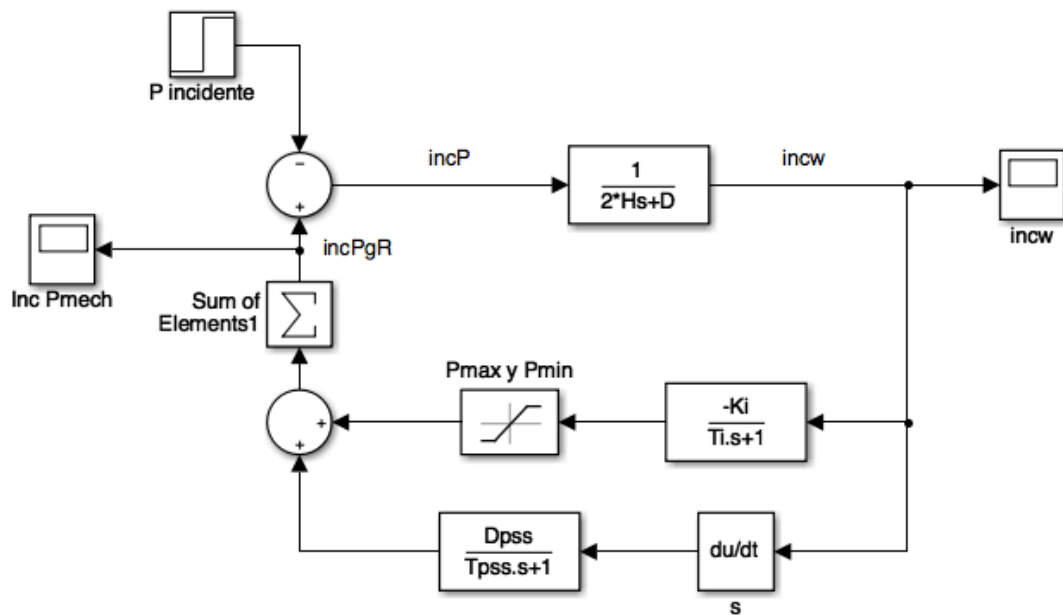 P incidente
−
+
incP
1
2*Hs+D
incw
incw
Inc Pmech
incPgR
Sum of
Elements1
Σ
+
+
Pmax y Pmin
-Ki
Ti.s+1
Dpss
Tpss.s+1
du/dt
s